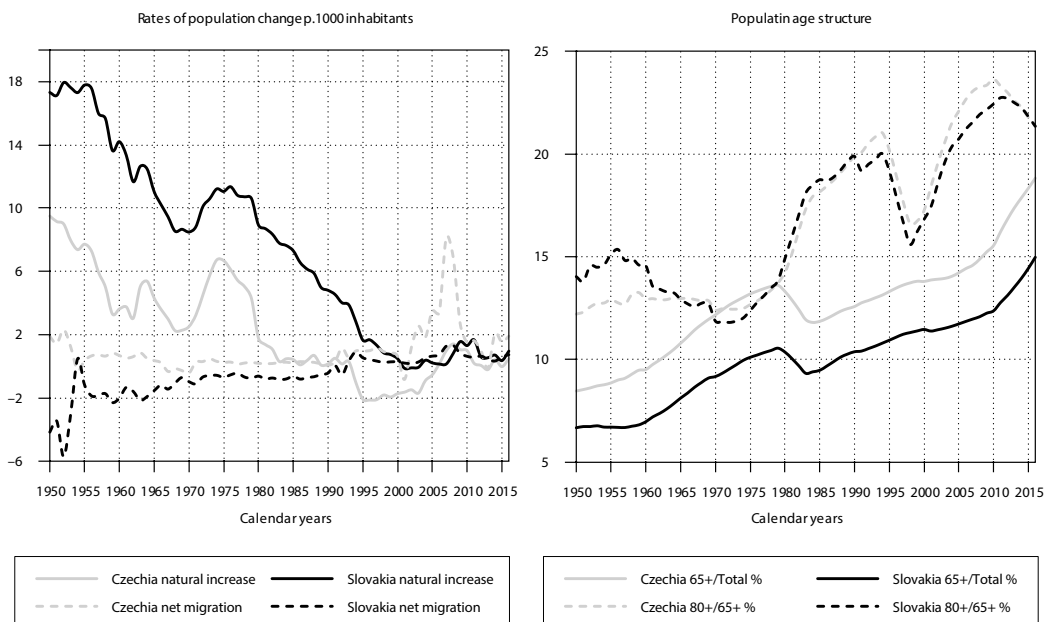 Rates of population change p.1000 inhabitants
18
14
10
6
2
−2
−6
1950 1955 1960 1965 1970 1975 1980 1985 1990 1995 2000 2005 2010 2015
Calendar years
Czechia natural increase
Slovakia natural increase
Czechia net migration
Slovakia net migration
Populatin age structure
25
20
15
10
5
1950 1955 1960 1965 1970 1975 1980 1985 1990 1995 2000 2005 2010 2015
Calendar years
Czechia 65+/Total %
Slovakia 65+/Total %
Czechia 80+/65+ %
Slovakia 80+/65+ %